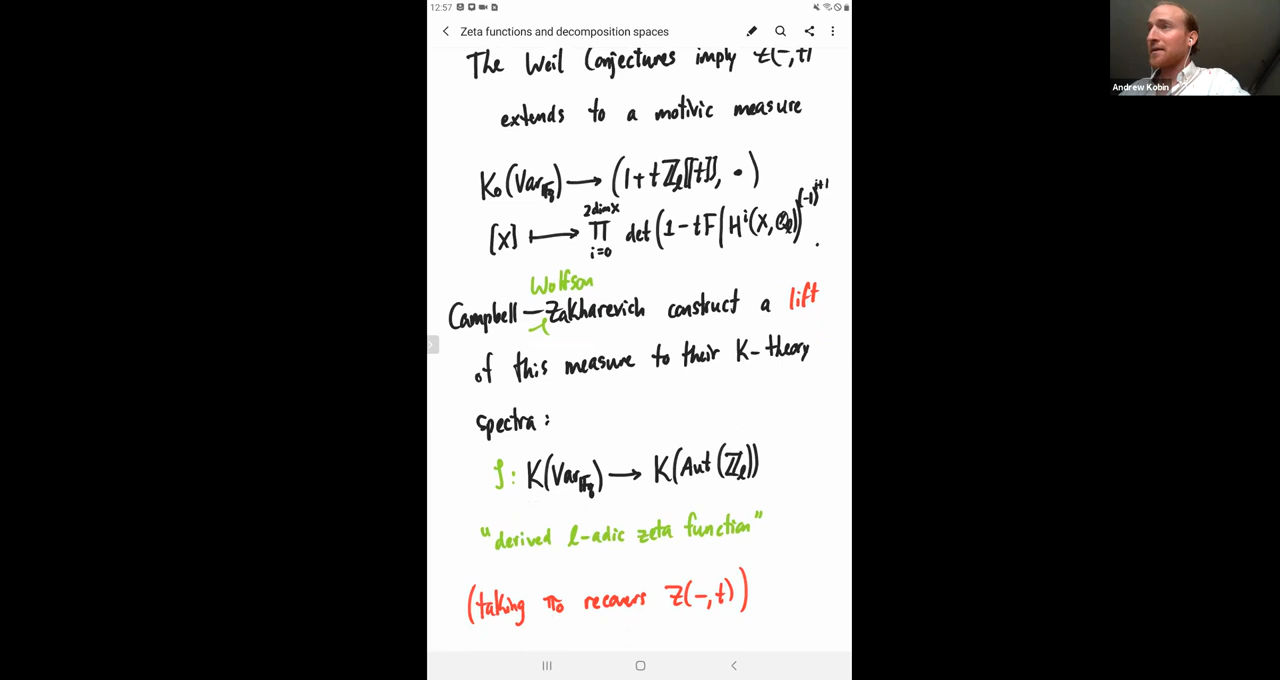 12:57
Zeta functions and decomposition spaces
The Weil Conjectures imply Z(-,t)
extends to a motivic measure
K₀(Var_𝔽q) → (1+tℤ_ℓ[[t]], •)
[X] ↦ ∏_{i=0}^{2dimX} det(1-tF|Hⁱ(X,ℚ_ℓ))^{(-1)^{i+1}}.
Wolfson
Campbell – Zakharevich construct a lift
of this measure to their K-theory
spectra:
ζ: K(Var_𝔽q) → K(Aut(ℤ_ℓ))
"derived ℓ-adic zeta function"
(taking π₀ recovers Z(-,t))
Andrew Kobin